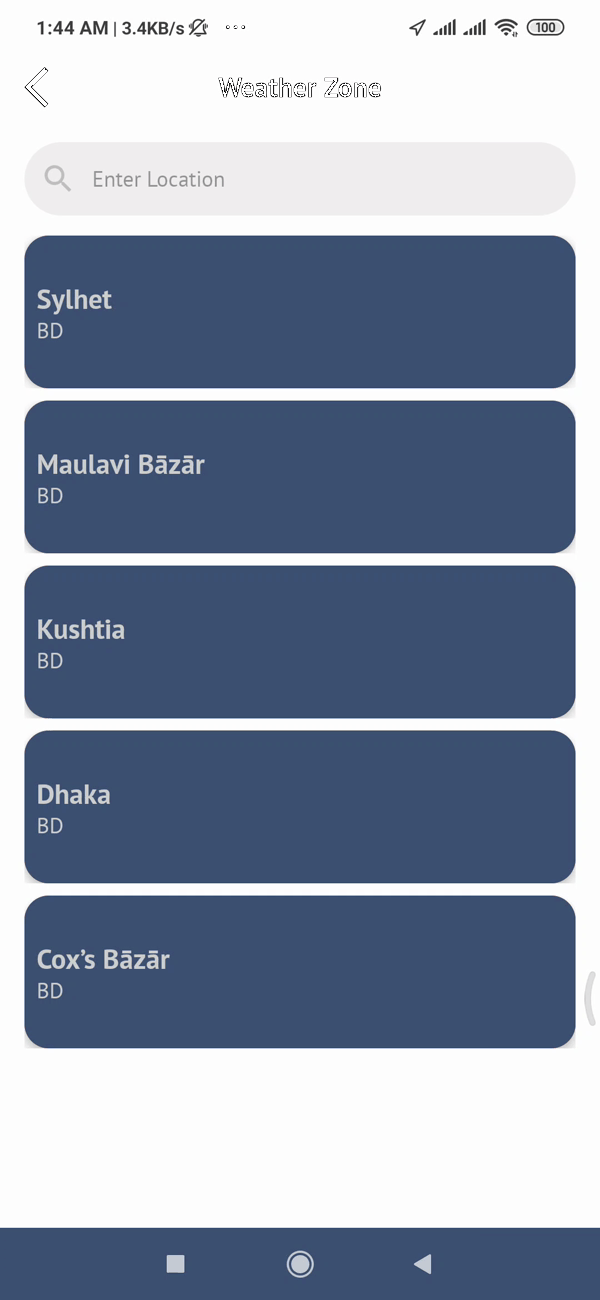 1:44 AM | 3.4KB/s ...
100
Weather Zone
Enter Location
Sylhet
BD
Maulavi Bāzār
BD
Kushtia
BD
Dhaka
BD
Cox’s Bāzār
BD